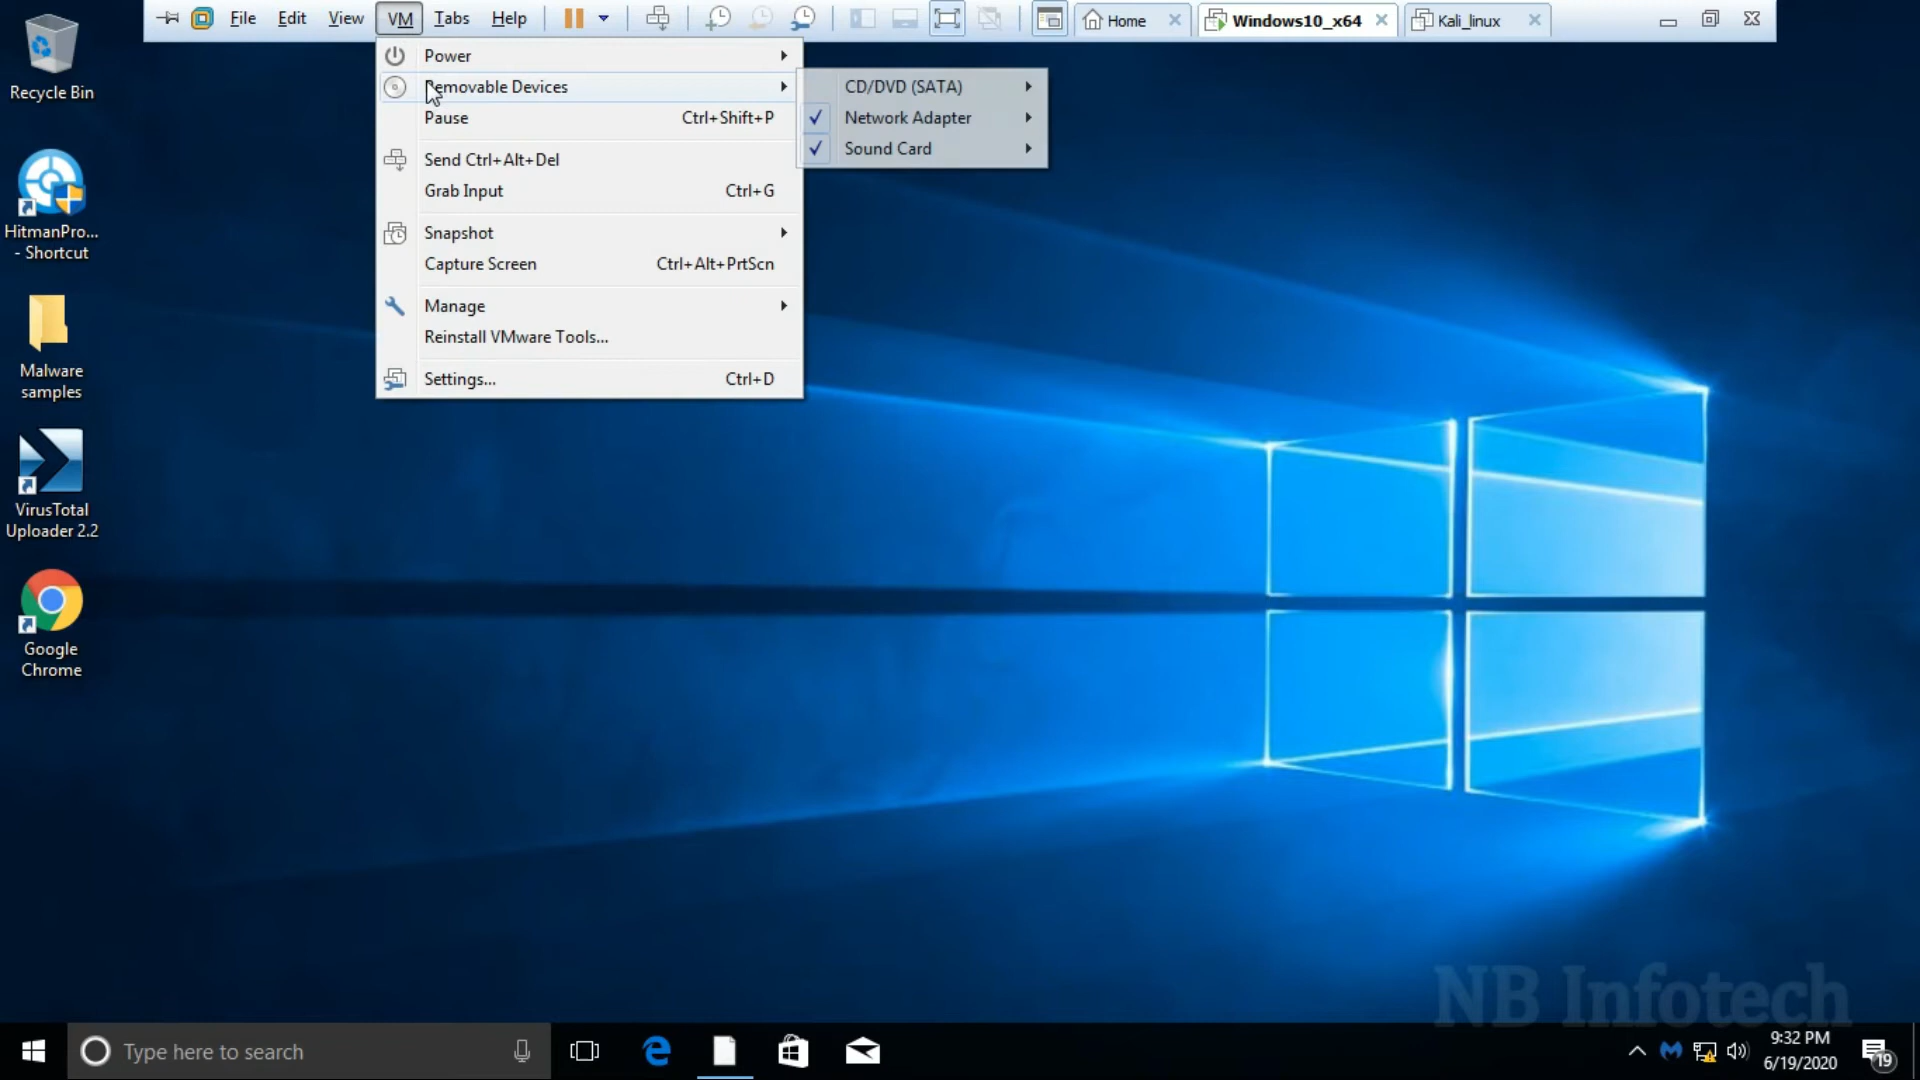 File Edit View VM Tabs Help Home Windows10_x64 Kali_linux
Recycle Bin
HitmanPro...
- Shortcut
Malware
samples
VirusTotal
Uploader 2.2
Google
Chrome
Power
Removable Devices
Pause Ctrl+Shift+P
Send Ctrl+Alt+Del
Grab Input Ctrl+G
Snapshot
Capture Screen Ctrl+Alt+PrtScn
Manage
Reinstall VMware Tools...
Settings... Ctrl+D
CD/DVD (SATA)
Network Adapter
Sound Card
NB Infotech
Type here to search
9:32 PM
6/19/2020
19